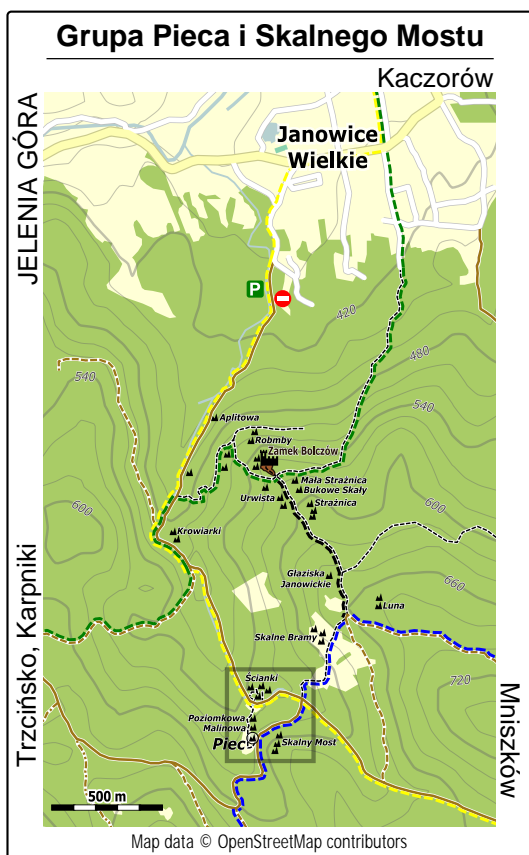 Grupa Pieca i Skalnego Mostu
Kaczorów
JELENIA GÓRA
Janowice
Wielkie
P
420
480
540
540
Aplitowa
Robmby
Zamek Bolczów
Mała Strażnica
Bukowe Skały
Urwista
Strażnica
600
600
Krowiarki
Głaziska
Janowickie
660
Luna
Trzcińsko, Karpniki
Skalne Bramy
Ścianki
720
Mniszków
Poziomkowa
Malinowa
Piec
Skalny Most
500 m
Map data © OpenStreetMap contributors